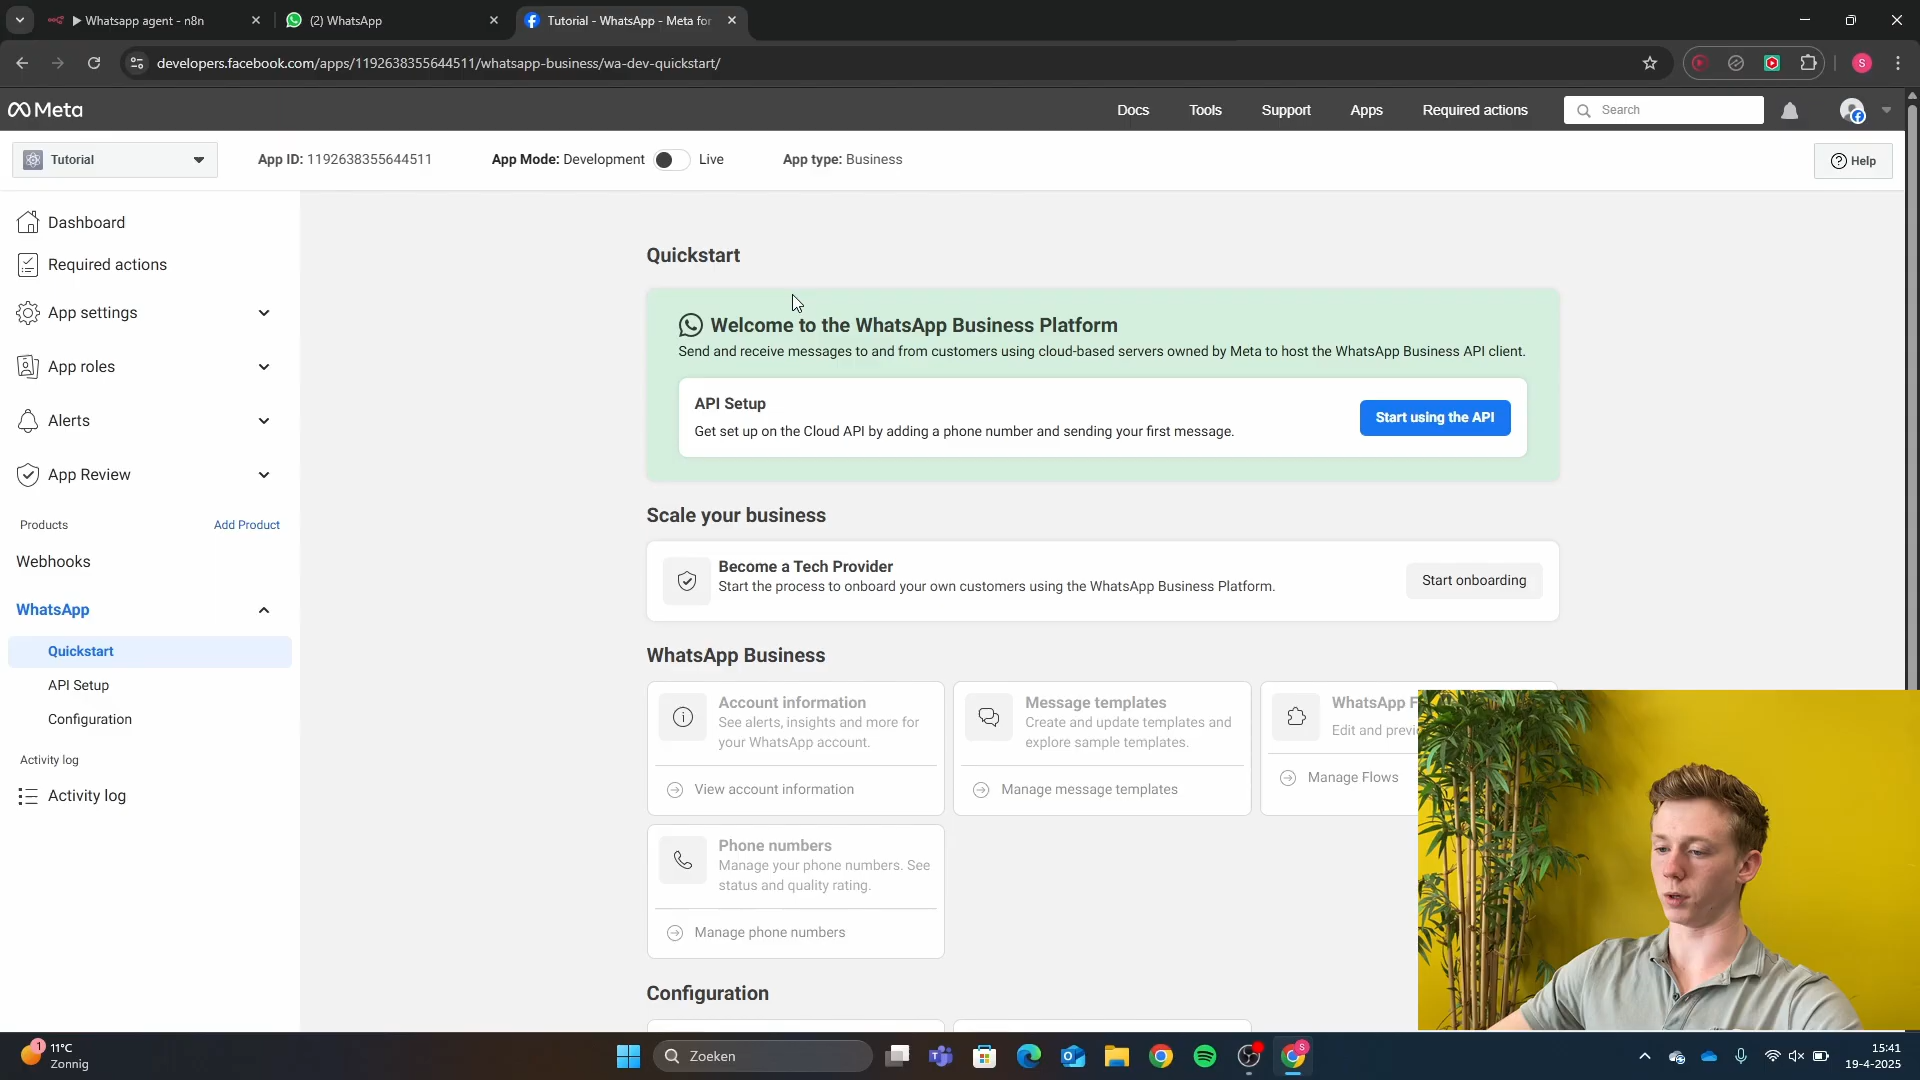 Whatsapp agent - n8n
(2) WhatsApp
Tutorial - WhatsApp - Meta for
developers.facebook.com/apps/1192638355644511/whatsapp-business/wa-dev-quickstart/
S
Meta
Docs
Tools
Support
Apps
Required actions
Search
Tutorial
App ID: 1192638355644511
App Mode: Development
Live
App type: Business
Help
Dashboard
Required actions
App settings
App roles
Alerts
App Review
Products
Add Product
Webhooks
WhatsApp
Quickstart
API Setup
Configuration
Activity log
Activity log
Quickstart
Welcome to the WhatsApp Business Platform
Send and receive messages to and from customers using cloud-based servers owned by Meta to host the WhatsApp Business API client.
API Setup
Get set up on the Cloud API by adding a phone number and sending your first message.
Start using the API
Scale your business
Become a Tech Provider
Start the process to onboard your own customers using the WhatsApp Business Platform.
Start onboarding
WhatsApp Business
Account information
See alerts, insights and more for
your WhatsApp account.
View account information
Message templates
Create and update templates and
explore sample templates.
Manage message templates
WhatsApp F
Edit and previ
Manage Flows
Phone numbers
Manage your phone numbers. See
status and quality rating.
Manage phone numbers
Configuration
1
11°C
Zonnig
Zoeken
S
15:41
19-4-2025